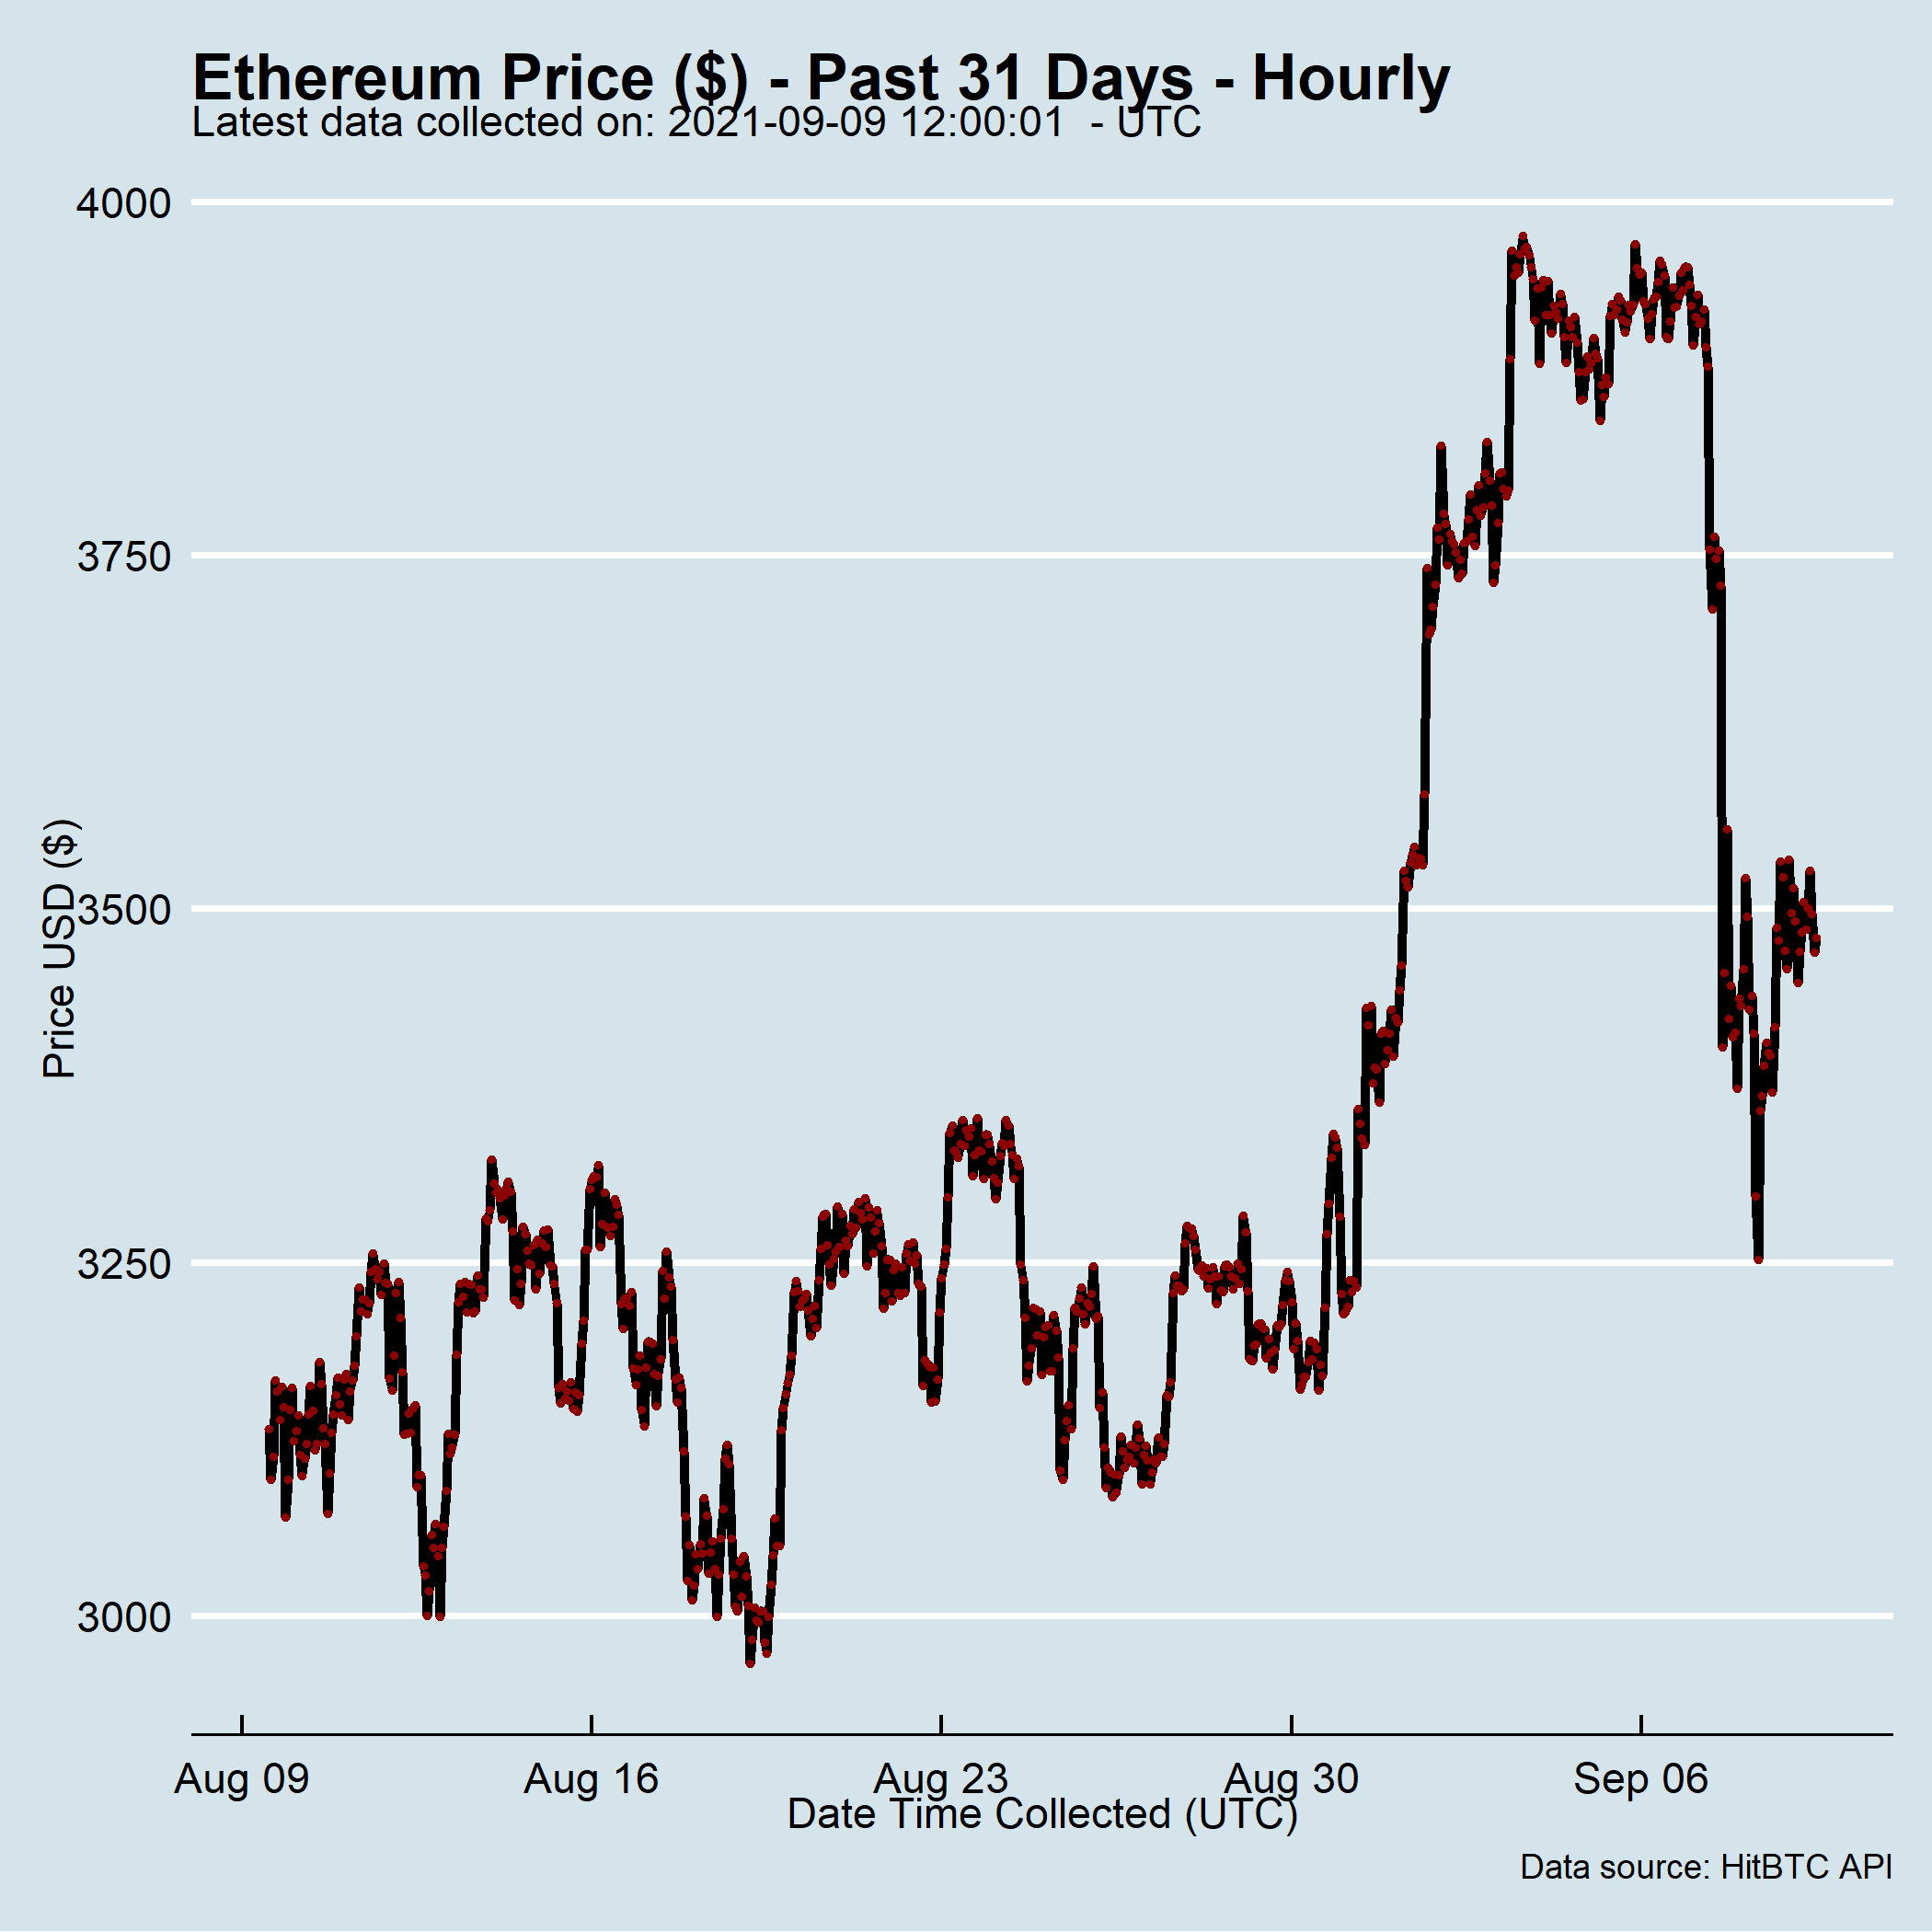 Ethereum Price ($) - Past 31 Days - Hourly
Latest data collected on: 2021-09-09 12:00:01  - UTC
4000
3750
3500
3250
3000
Price USD ($)
Aug 09
Aug 16
Aug 23
Aug 30
Sep 06
Date Time Collected (UTC)
Data source: HitBTC API